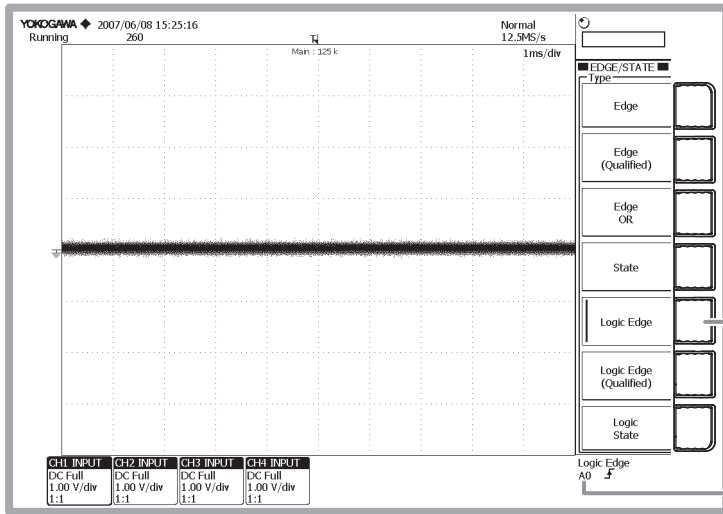 YOKOGAWA ◆ 2007/06/08 15:25:16
Normal
Running 260
12.5MS/s
Main : 125 k
1ms/div
EDGE/STATE
Type
Edge
Edge
(Qualified)
Edge
OR
State
Logic Edge
Logic Edge
(Qualified)
Logic
State
CH1 INPUT
DC Full
1.00 V/div
1:1
CH2 INPUT
DC Full
1.00 V/div
1:1
CH3 INPUT
DC Full
1.00 V/div
1:1
CH4 INPUT
DC Full
1.00 V/div
1:1
Logic Edge
A0